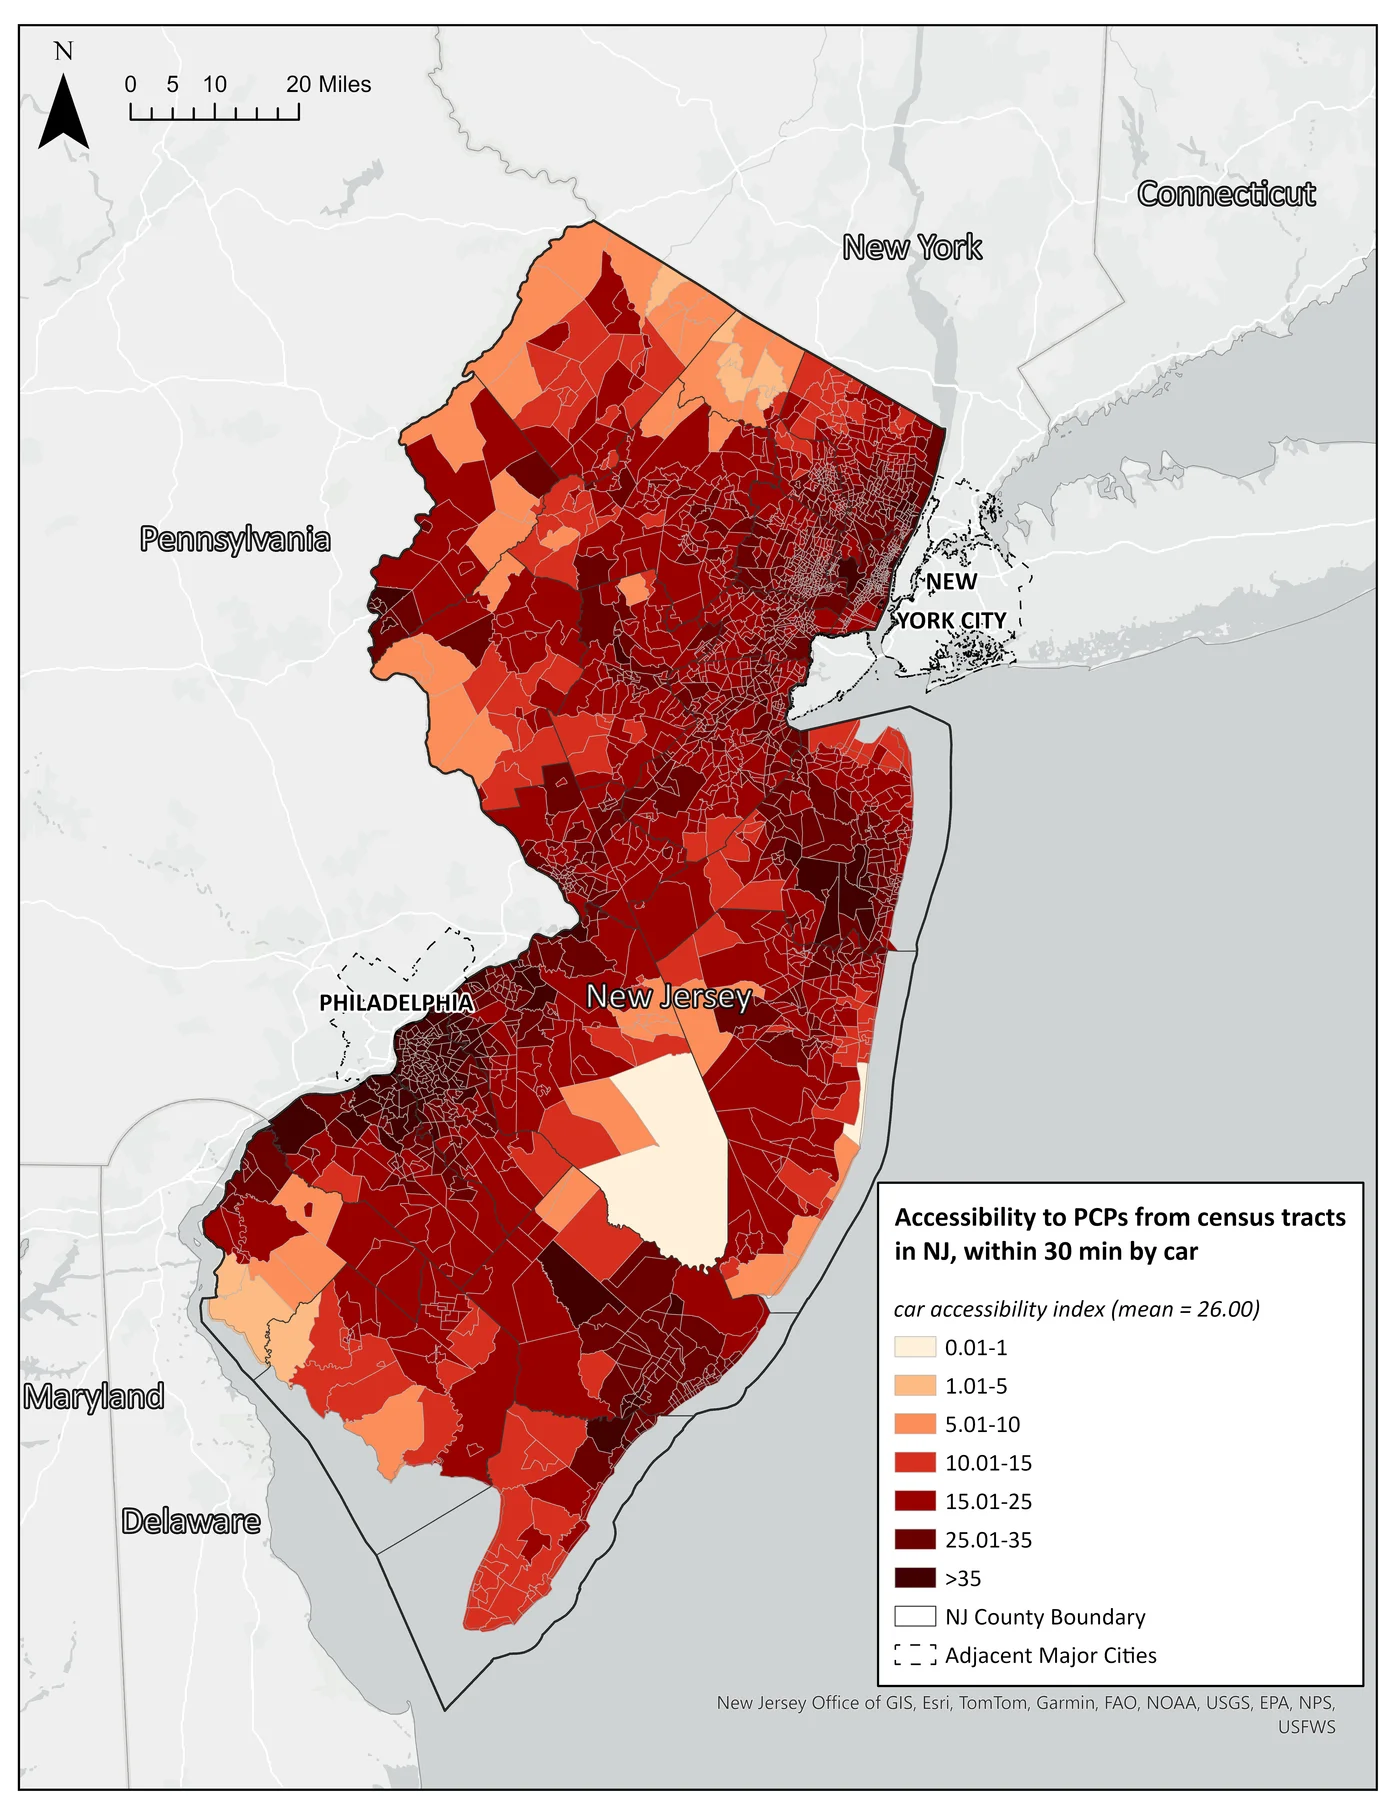 N
0 5 10 20 Miles
Connecticut
New York
Pennsylvania
NEW
YORK CITY
New Jersey
PHILADELPHIA
Maryland
Delaware
Accessibility to PCPs from census tracts
in NJ, within 30 min by car
car accessibility index (mean = 26.00)
0.01-1
1.01-5
5.01-10
10.01-15
15.01-25
25.01-35
>35
NJ County Boundary
Adjacent Major Cities
New Jersey Office of GIS, Esri, TomTom, Garmin, FAO, NOAA, USGS, EPA, NPS,
USFWS